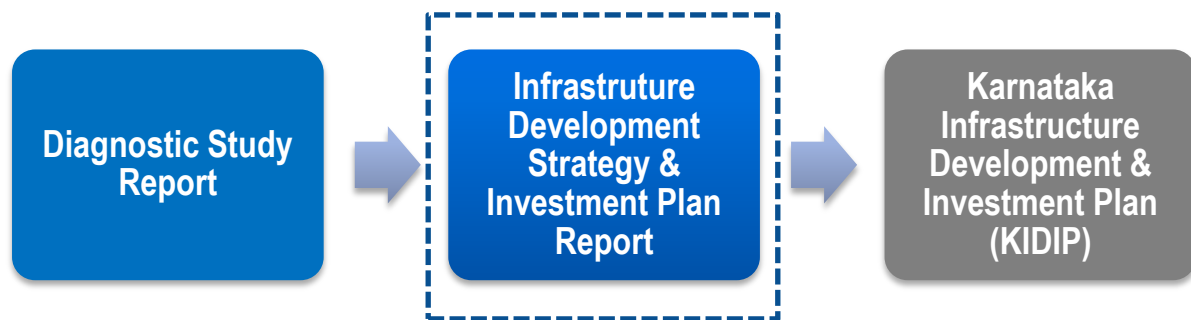 Diagnostic Study
Report
Infrastruture
Development
Strategy &
Investment Plan
Report
Karnataka
Infrastructure
Development &
Investment Plan
(KIDIP)